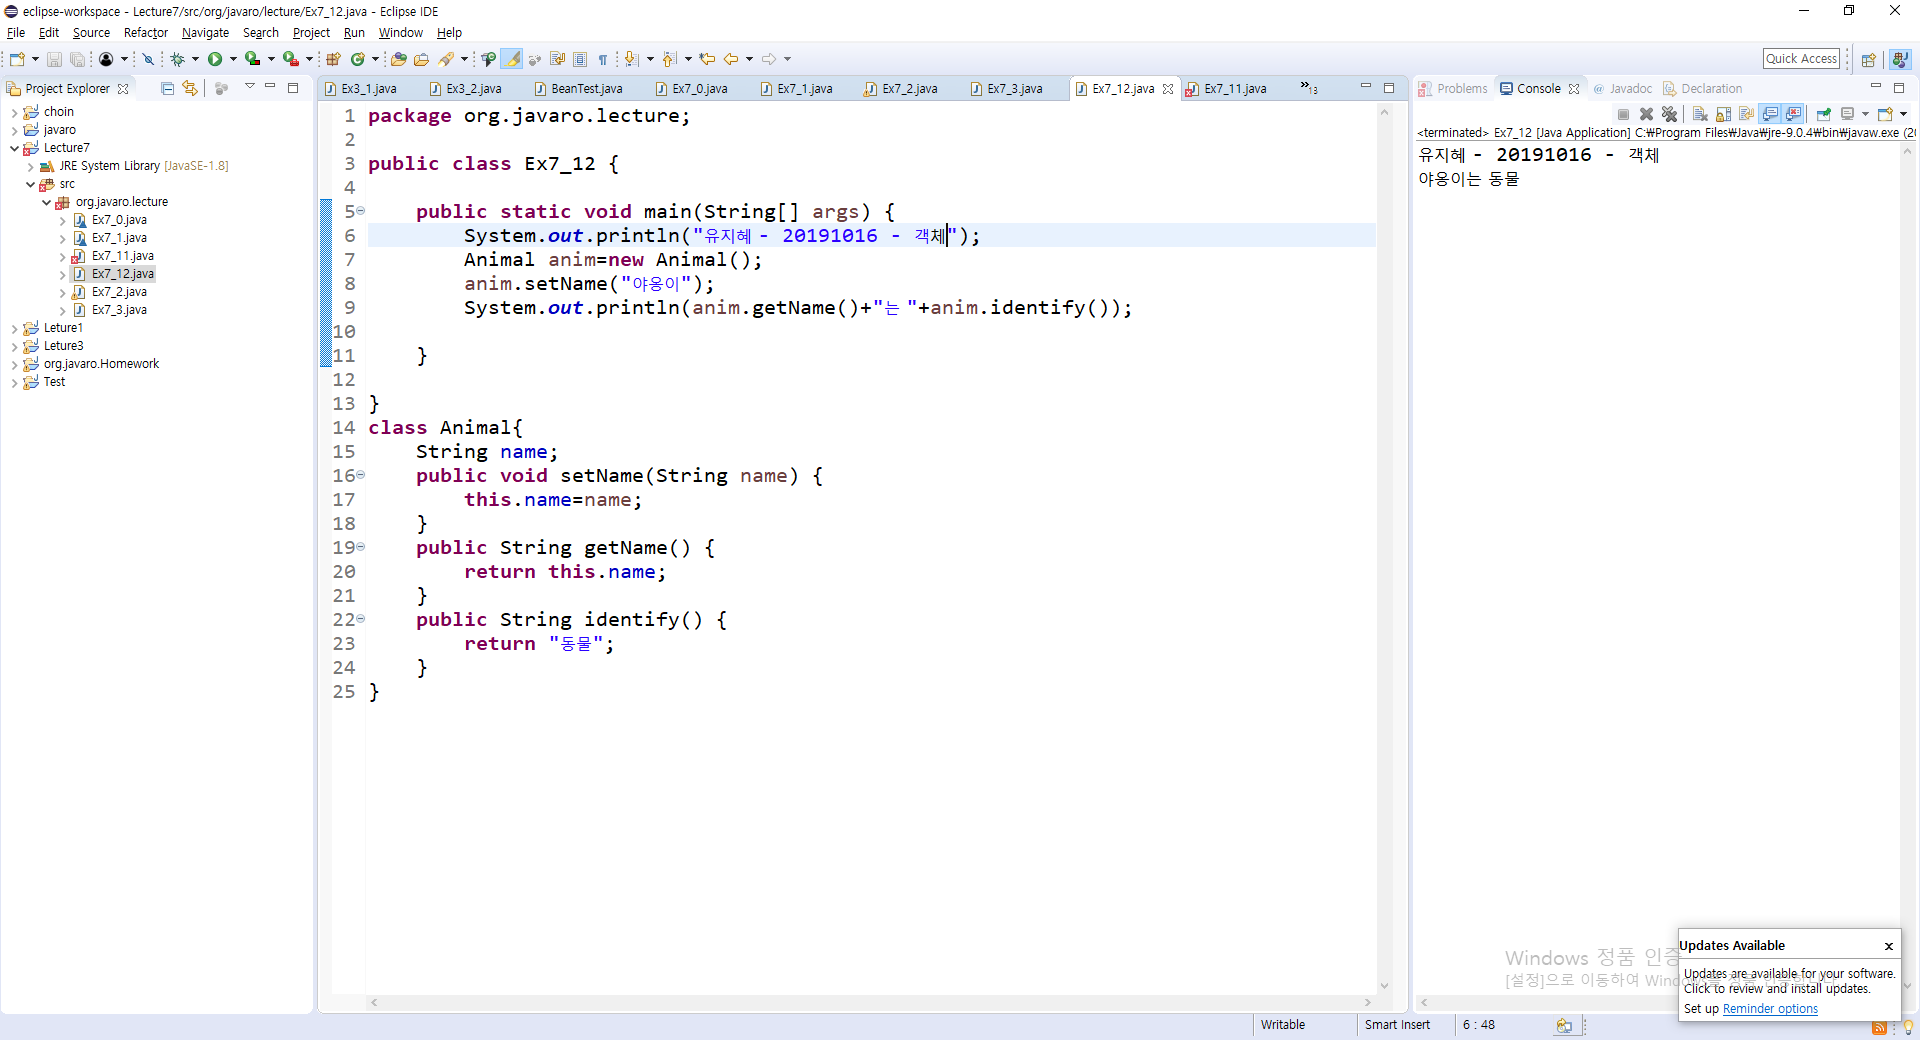 eclipse-workspace - Lecture7/src/org/javaro/lecture/Ex7_12.java - Eclipse IDE
File Edit Source Refactor Navigate Search Project Run Window Help
Quick Access
Project Explorer
choin
javaro
Lecture7
JRE System Library [JavaSE-1.8]
src
org.javaro.lecture
Ex7_0.java
Ex7_1.java
Ex7_11.java
Ex7_12.java
Ex7_2.java
Ex7_3.java
Leture1
Leture3
org.javaro.Homework
Test
Ex3_1.java Ex3_2.java BeanTest.java Ex7_0.java Ex7_1.java Ex7_2.java Ex7_3.java Ex7_12.java Ex7_11.java »13
1 package org.javaro.lecture;
2
3 public class Ex7_12 {
4
5 public static void main(String[] args) {
6 System.out.println("유지혜 - 20191016 - 객체");
7 Animal anim=new Animal();
8 anim.setName("야옹이");
9 System.out.println(anim.getName()+"는 "+anim.identify());
10
11 }
12
13 }
14 class Animal{
15 String name;
16 public void setName(String name) {
17 this.name=name;
18 }
19 public String getName() {
20 return this.name;
21 }
22 public String identify() {
23 return "동물";
24 }
25 }
Problems Console Javadoc Declaration
<terminated> Ex7_12 [Java Application] C:₩Program Files₩Java₩jre-9.0.4₩bin₩javaw.exe (20
유지혜 - 20191016 - 객체
야옹이는 동물
Windows 정품 인증
[설정]으로 이동하여 Wind
Updates Available
Updates are available for your software.
Click to review and install updates.
Set up Reminder options
Writable Smart Insert 6 : 48